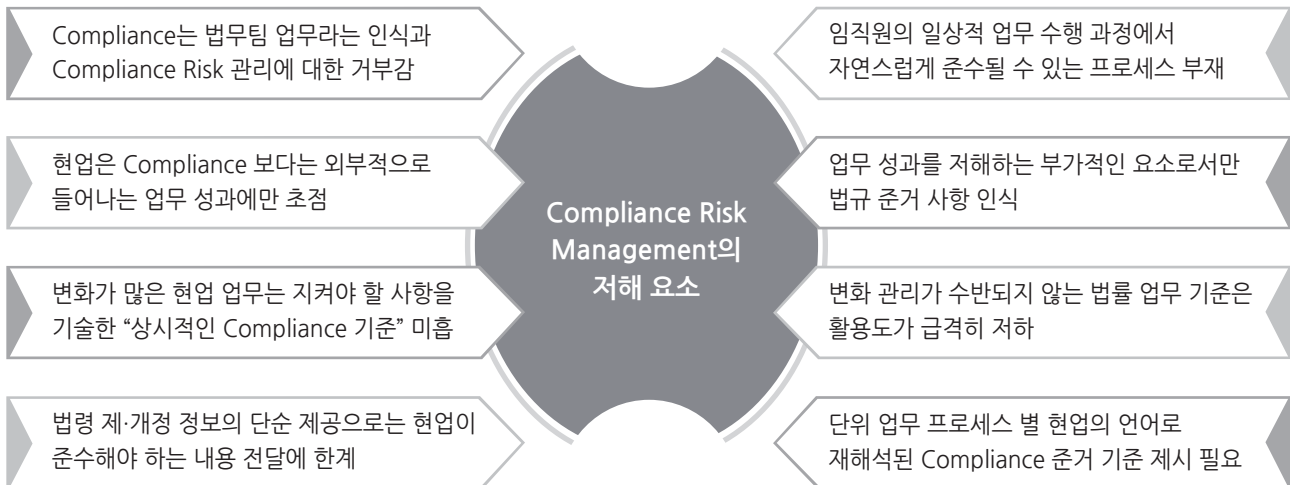 Compliance는 법무팀 업무라는 인식과
Compliance Risk 관리에 대한 거부감
현업은 Compliance 보다는 외부적으로
들어나는 업무 성과에만 초점
변화가 많은 현업 업무는 지켜야 할 사항을
기술한 “상시적인 Compliance 기준” 미흡
법령 제·개정 정보의 단순 제공으로는 현업이
준수해야 하는 내용 전달에 한계
Compliance Risk
Management의
저해 요소
임직원의 일상적 업무 수행 과정에서
자연스럽게 준수될 수 있는 프로세스 부재
업무 성과를 저해하는 부가적인 요소로서만
법규 준거 사항 인식
변화 관리가 수반되지 않는 법률 업무 기준은
활용도가 급격히 저하
단위 업무 프로세스 별 현업의 언어로
재해석된 Compliance 준거 기준 제시 필요